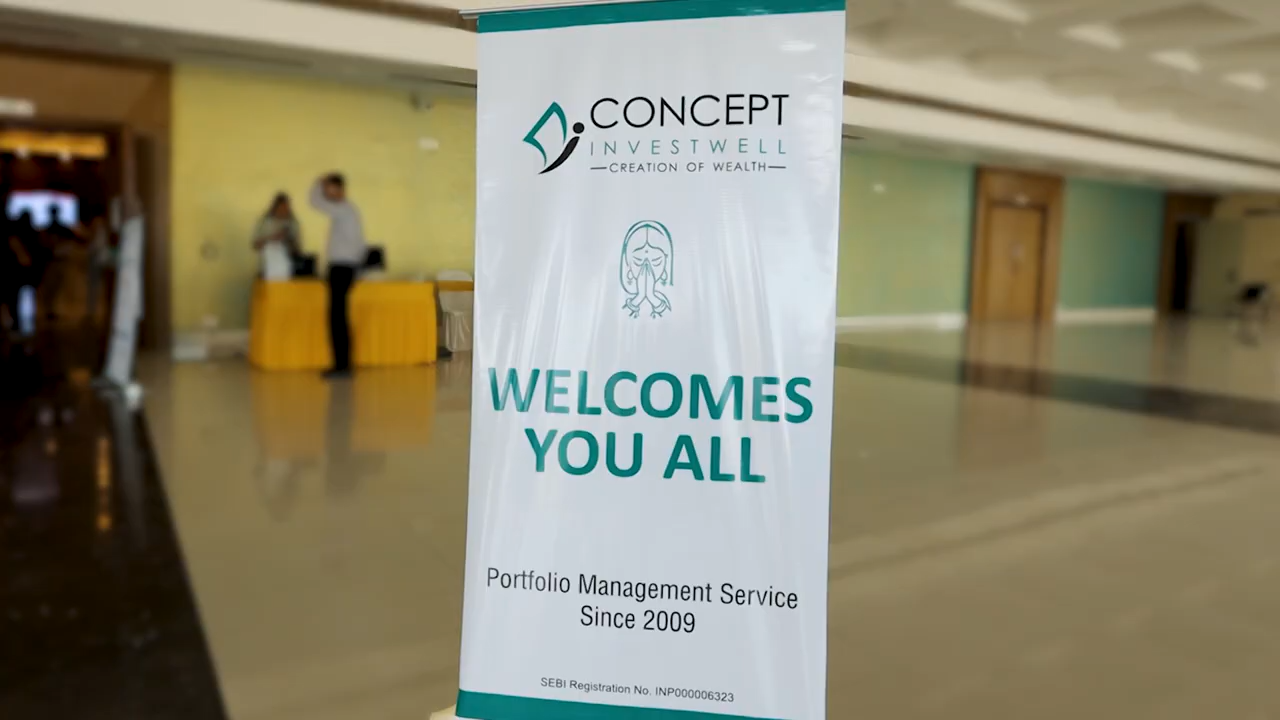 CONCEPT
INVESTWELL
CREATION OF WEALTH
WELCOMES
YOU ALL
Portfolio Management Service
Since 2009
SEBI Registration No. INP000006323